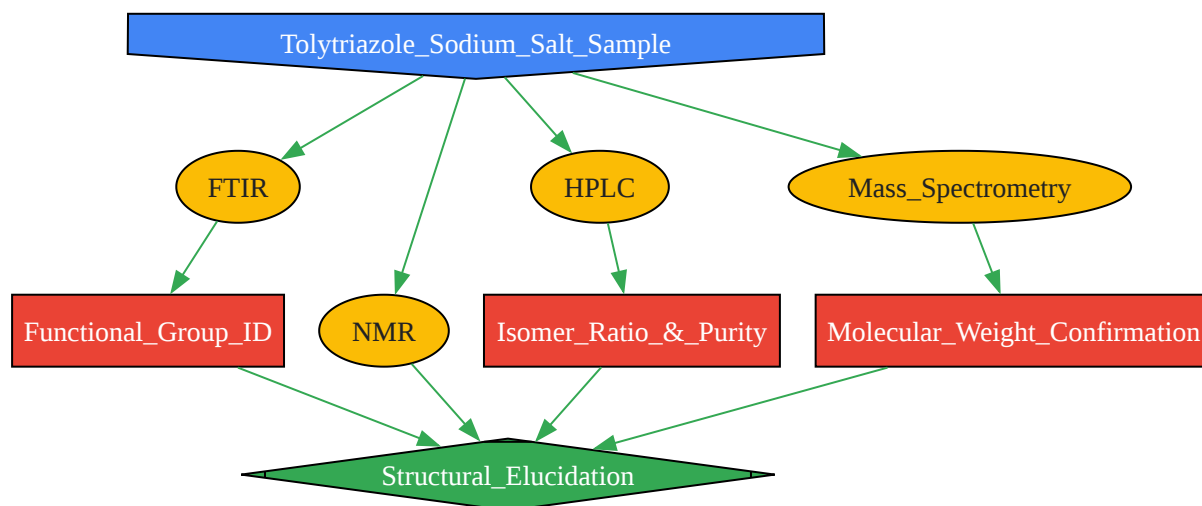 Tolytriazole_Sodium_Salt_Sample
FTIR
HPLC
Mass_Spectrometry
Functional_Group_ID
NMR
Isomer_Ratio_&_Purity
Molecular_Weight_Confirmation
Structural_Elucidation